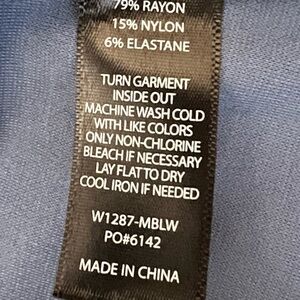 79% RAYON
15% NYLON
6% ELASTANE
TURN GARMENT
INSIDE OUT
MACHINE WASH COLD
WITH LIKE COLORS
ONLY NON-CHLORINE
BLEACH IF NECESSARY
LAY FLAT TO DRY
COOL IRON IF NEEDED
W1287-MBLW
PO#6142
MADE IN CHINA